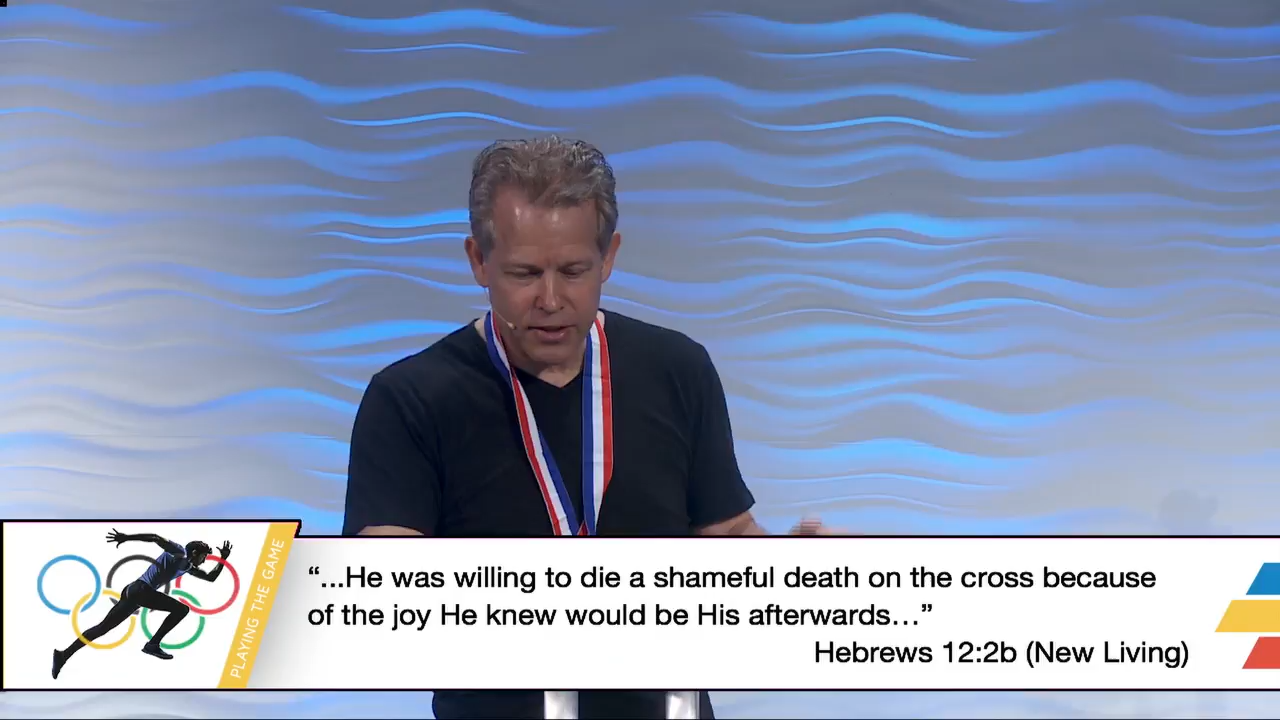 PLAYING THE GAME
“...He was willing to die a shameful death on the cross because
of the joy He knew would be His afterwards…”
Hebrews 12:2b (New Living)